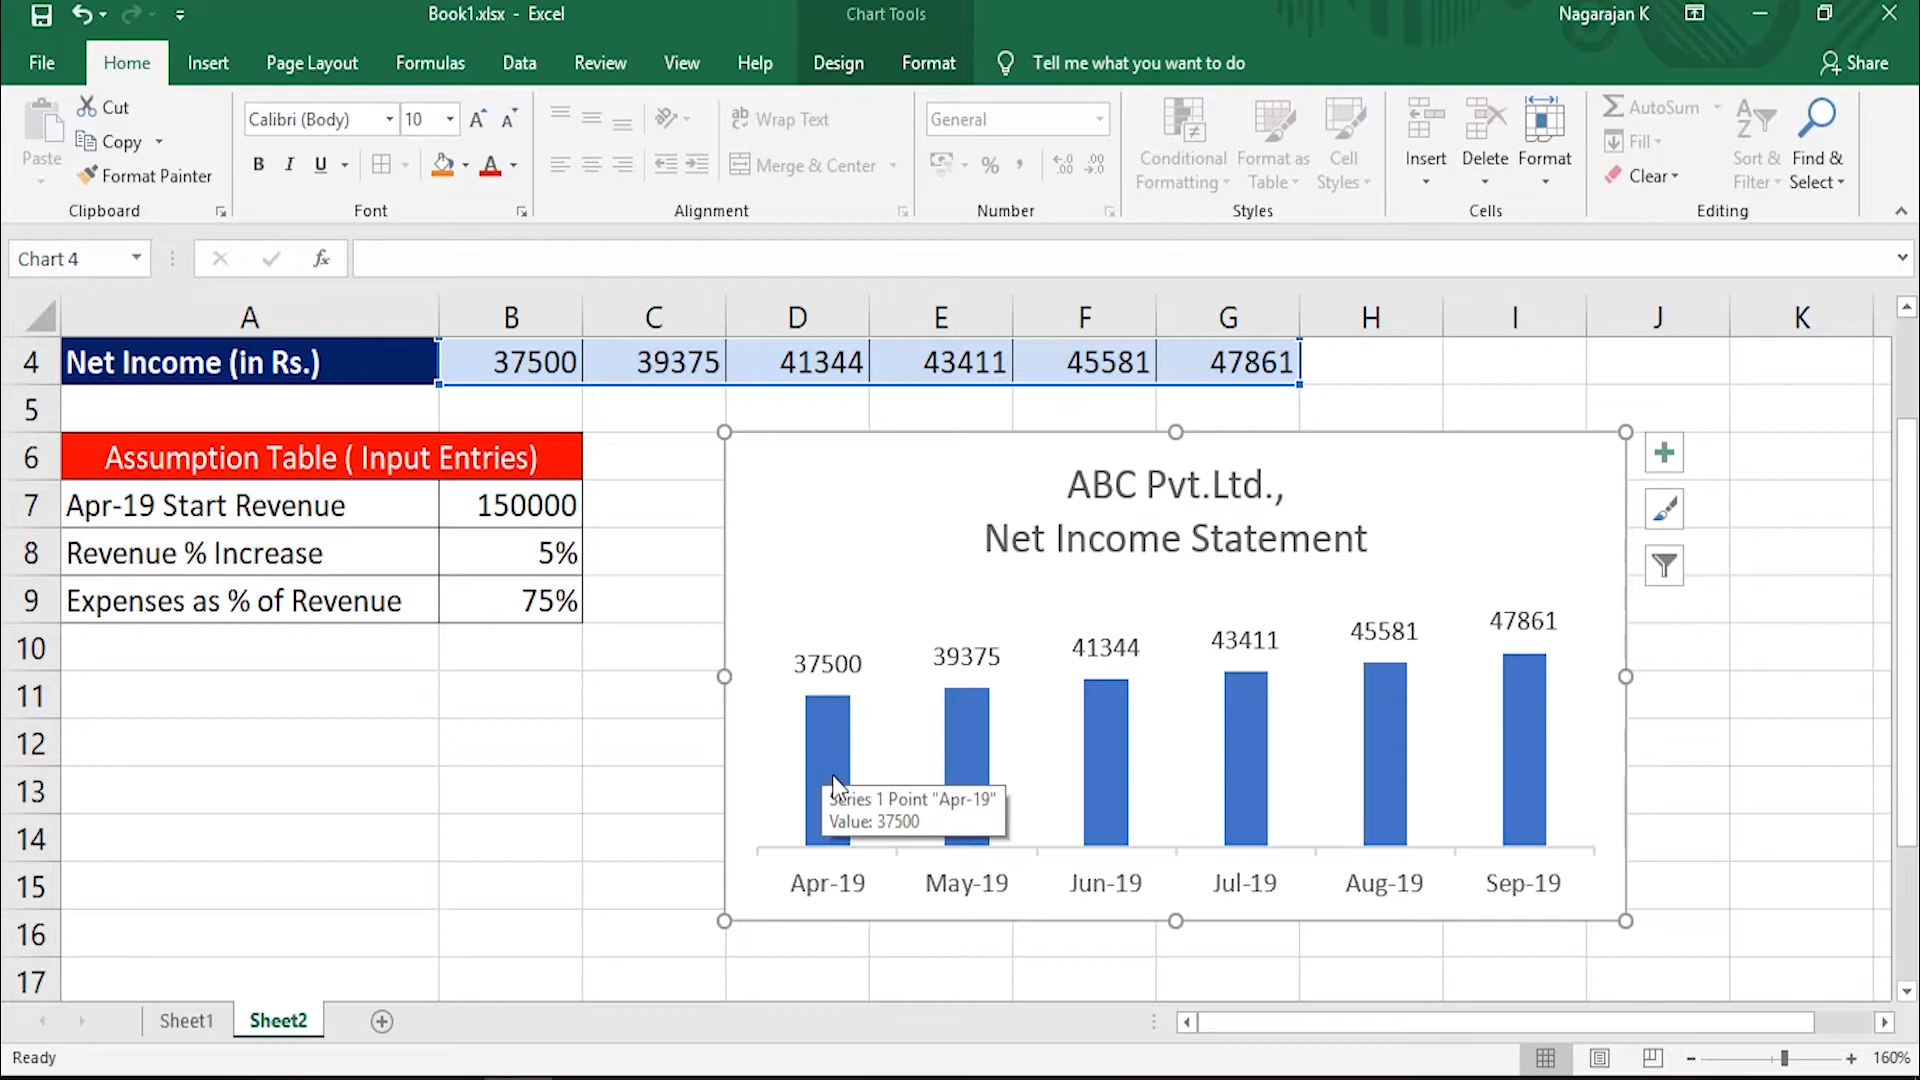 Book1.xlsx - Excel
Chart Tools
Nagarajan K
File
Home
Insert
Page Layout
Formulas
Data
Review
View
Help
Design
Format
Tell me what you want to do
Share
Paste
Cut
Copy
Format Painter
Clipboard
Calibri (Body)
10
B I U
A
Font
ab Wrap Text
Merge & Center
Alignment
General
%
Number
Conditional Formatting
Format as Table
Cell Styles
Styles
Insert
Delete
Format
Cells
AutoSum
Fill
Clear
Sort & Filter
Find & Select
Editing
Chart 4
fx
A B C D E F G H I J K
4 Net Income (in Rs.) 37500 39375 41344 43411 45581 47861
5
6 Assumption Table ( Input Entries)
7 Apr-19 Start Revenue 150000
8 Revenue % Increase 5%
9 Expenses as % of Revenue 75%
10
11
12
13
14
15
16
17
ABC Pvt.Ltd.,
Net Income Statement
37500 39375 41344 43411 45581 47861
Series 1 Point "Apr-19"
Value: 37500
Apr-19 May-19 Jun-19 Jul-19 Aug-19 Sep-19
Sheet1
Sheet2
Ready
160%